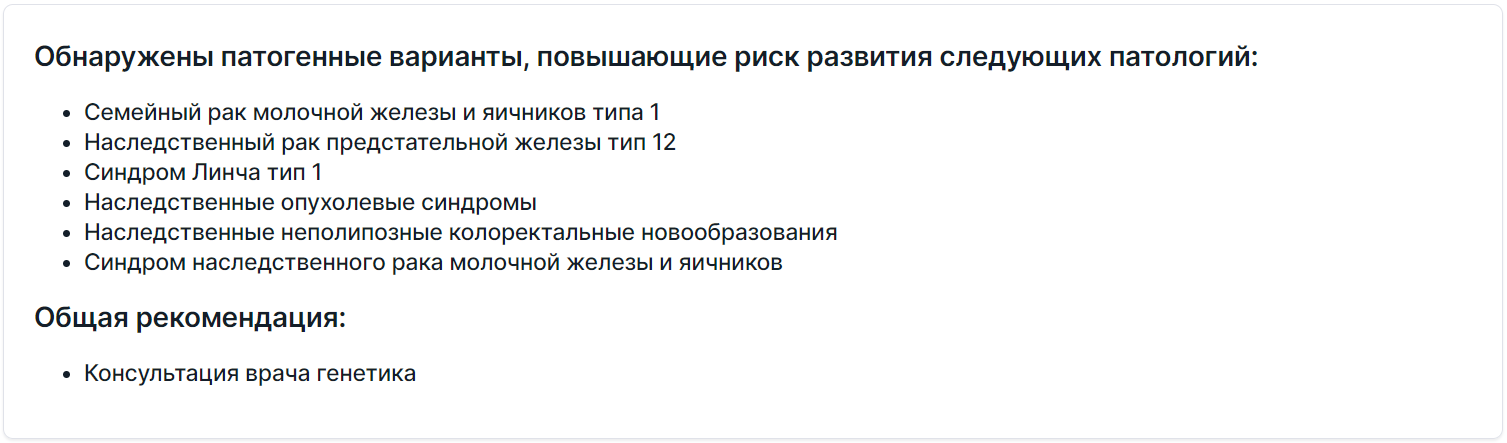 Обнаружены патогенные варианты, повышающие риск развития следующих патологий:
• Семейный рак молочной железы и яичников типа 1
• Наследственный рак предстательной железы тип 12
• Синдром Линча тип 1
• Наследственные опухолевые синдромы
• Наследственные неполипозные колоректальные новообразования
• Синдром наследственного рака молочной железы и яичников
Общая рекомендация:
• Консультация врача генетика